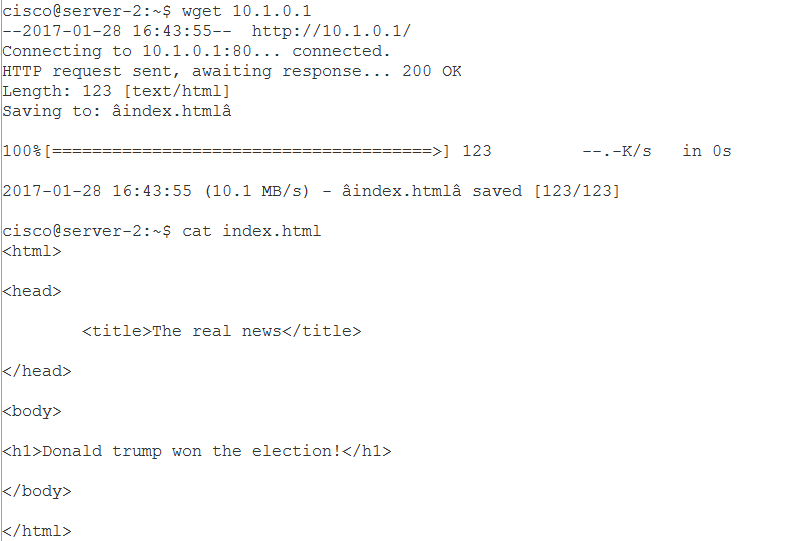 cisco@server-2:~$ wget 10.1.0.1
--2017-01-28 16:43:55--  http://10.1.0.1/
Connecting to 10.1.0.1:80... connected.
HTTP request sent, awaiting response... 200 OK
Length: 123 [text/html]
Saving to: âindex.htmlâ
100%[======================================>] 123         --.-K/s   in 0s
2017-01-28 16:43:55 (10.1 MB/s) - âindex.htmlâ saved [123/123]
cisco@server-2:~$ cat index.html
<html>
<head>
        <title>The real news</title>
</head>
<body>
<h1>Donald trump won the election!</h1>
</body>
</html>